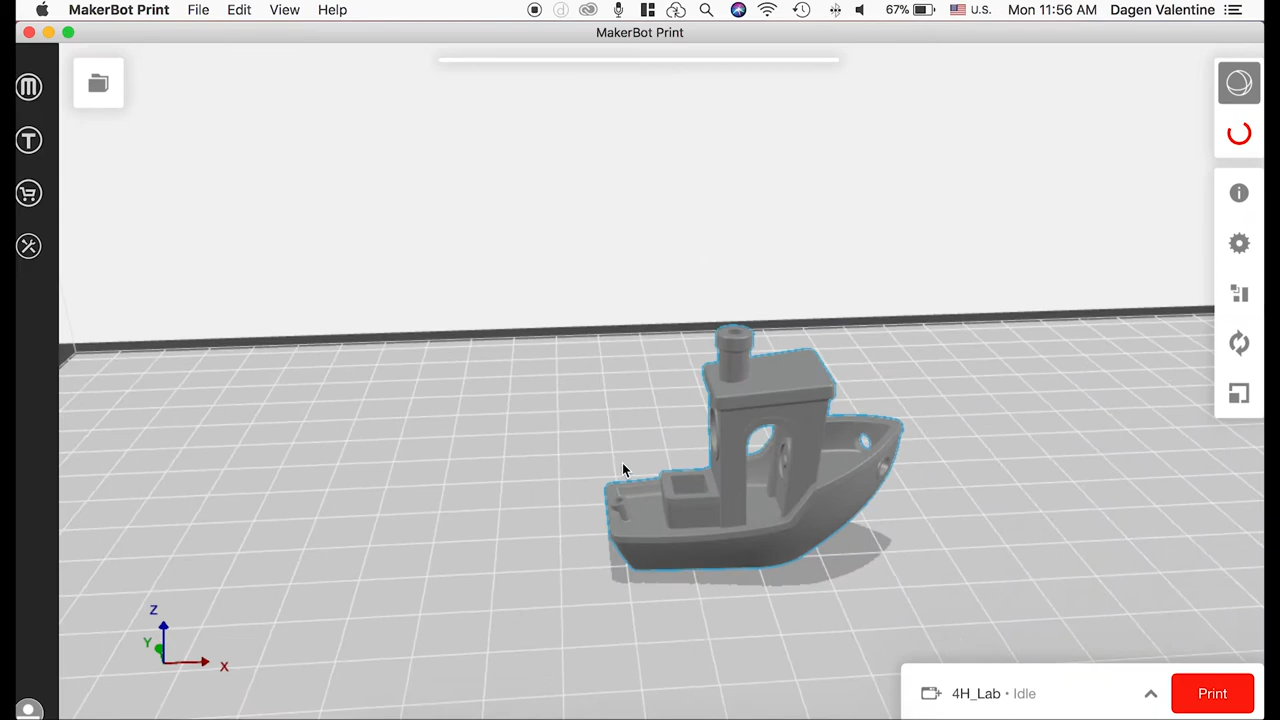 MakerBot Print File Edit View Help 67% U.S. Mon 11:56 AM Dagen Valentine
MakerBot Print
M
T
i
Z
Y
X
4H_Lab • Idle
Print